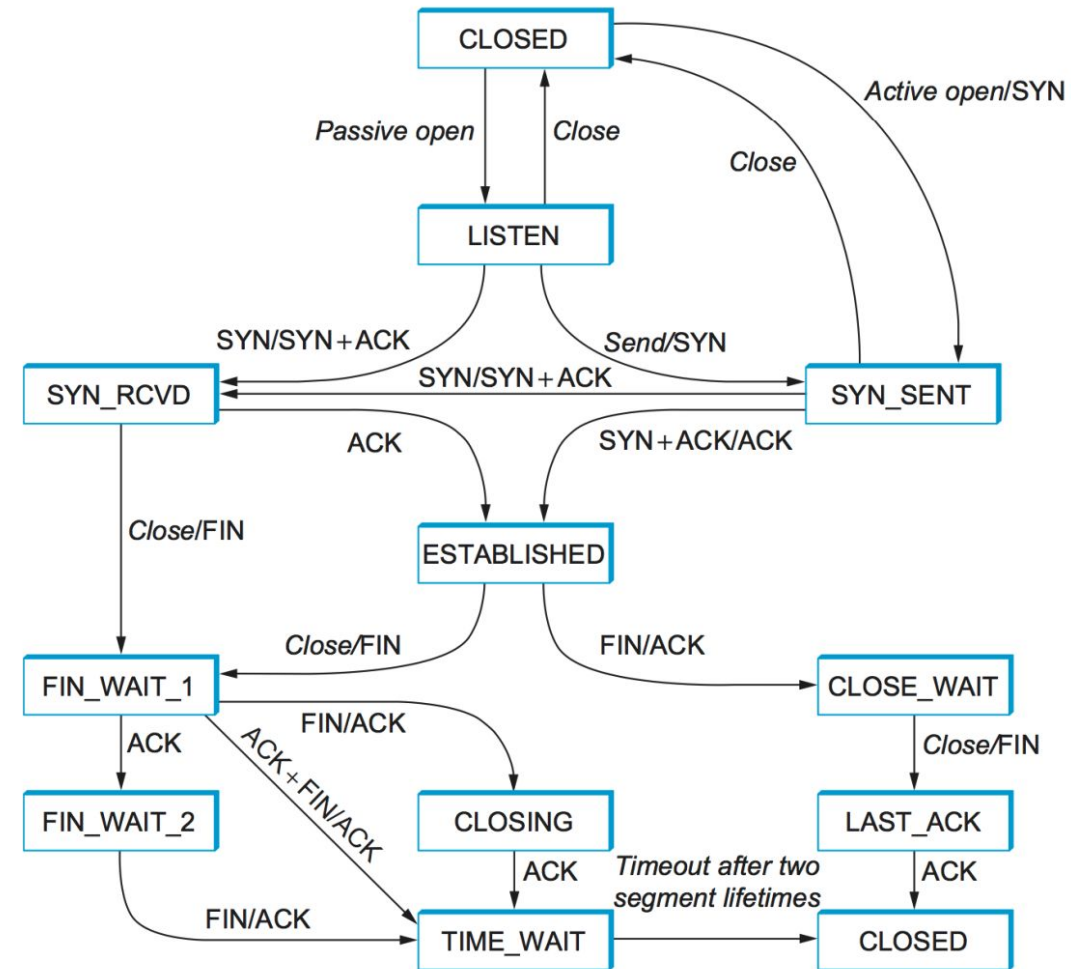 CLOSED
Active open/SYN
Passive open
Close
Close
LISTEN
SYN/SYN+ACK
Send/SYN
SYN/SYN+ACK
SYN_RCVD
SYN_SENT
ACK
SYN+ACK/ACK
Close/FIN
ESTABLISHED
Close/FIN
FIN/ACK
FIN_WAIT_1
CLOSE_WAIT
FIN/ACK
ACK
ACK+FIN/ACK
Close/FIN
FIN_WAIT_2
CLOSING
LAST_ACK
ACK
Timeout after two
segment lifetimes
ACK
FIN/ACK
TIME_WAIT
CLOSED